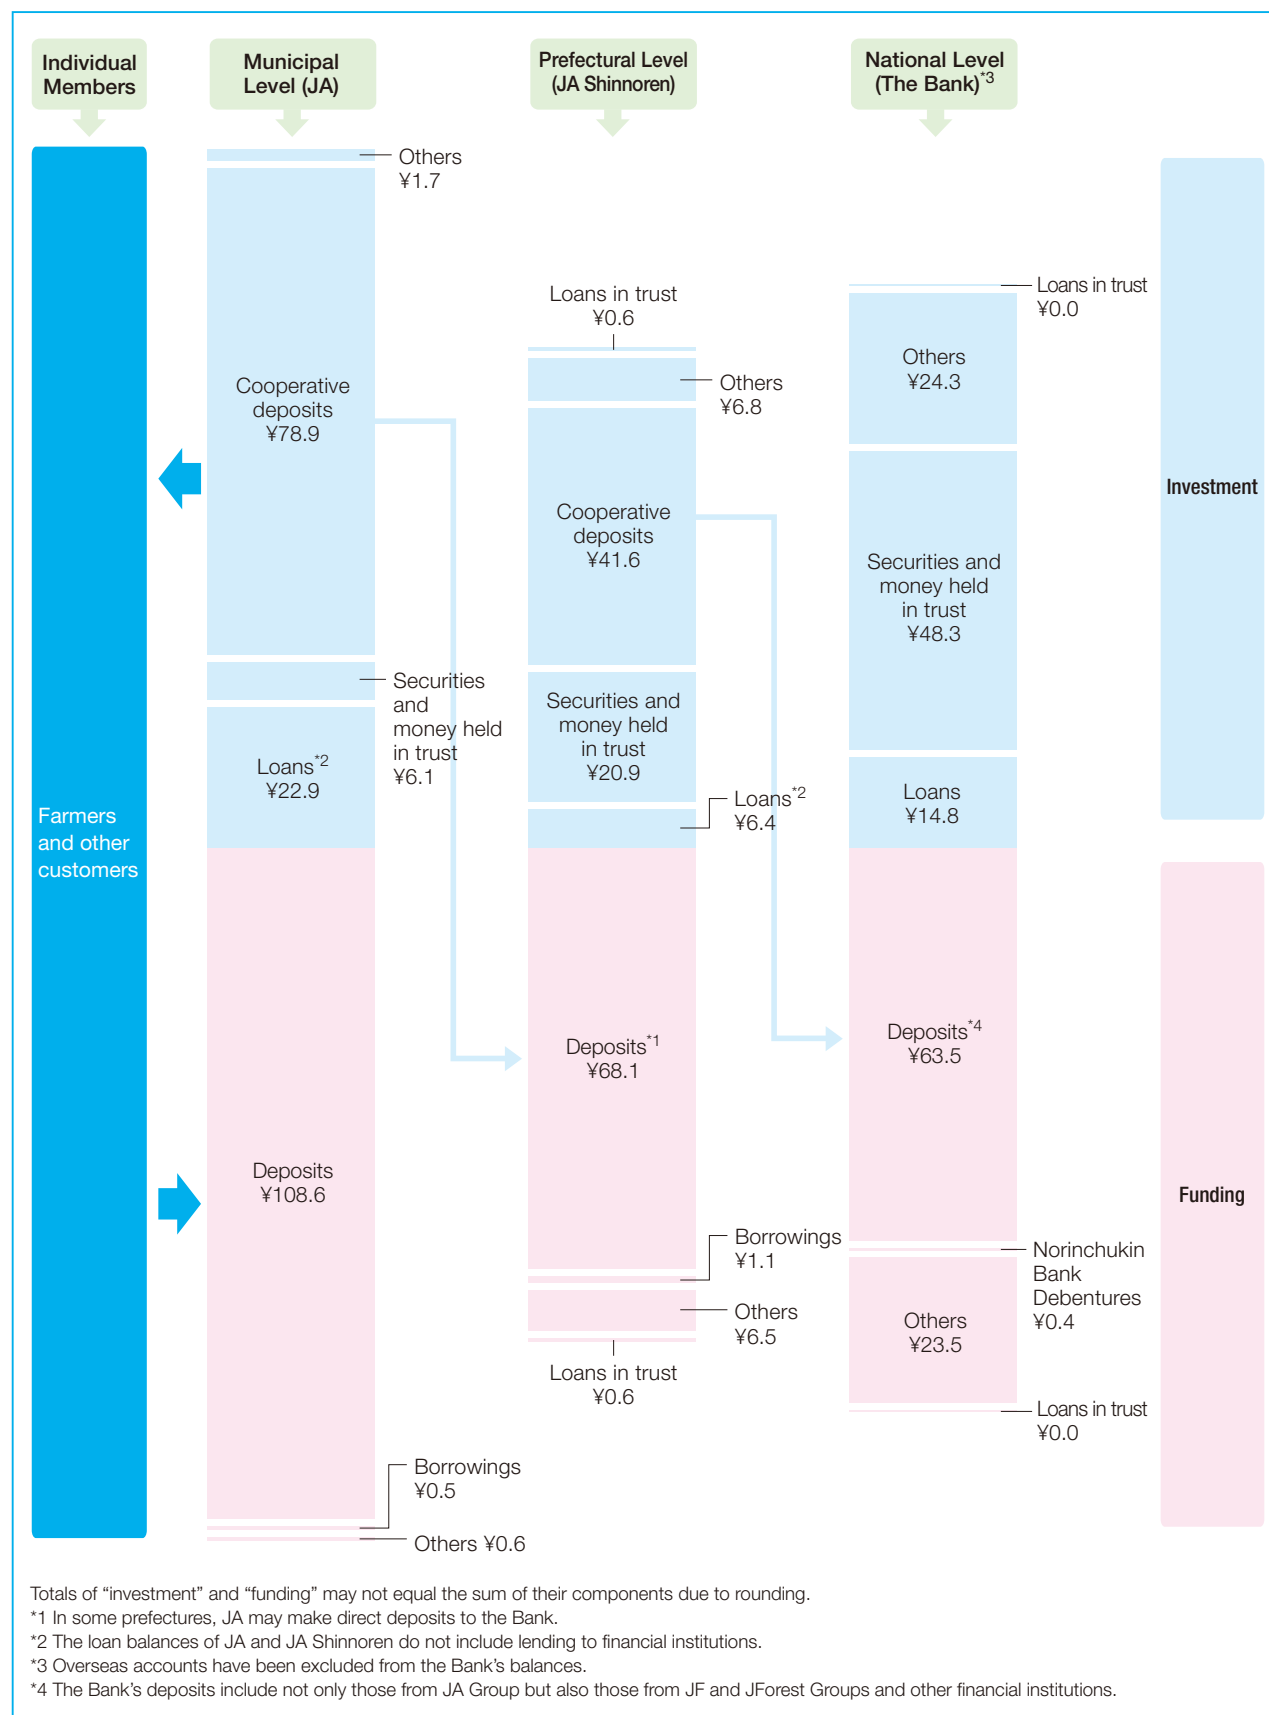 Individual
Members
Municipal
Level (JA)
Prefectural Level
(JA Shinnoren)
National Level
(The Bank)*3
Farmers
and other
customers
Others
¥1.7
Cooperative
deposits
¥78.9
Securities
and
money held
in trust
¥6.1
Loans*2
¥22.9
Deposits
¥108.6
Borrowings
¥0.5
Others ¥0.6
Loans in trust
¥0.6
Others
¥6.8
Cooperative
deposits
¥41.6
Securities and
money held
in trust
¥20.9
Loans*2
¥6.4
Deposits*1
¥68.1
Borrowings
¥1.1
Others
¥6.5
Loans in trust
¥0.6
Loans in trust
¥0.0
Others
¥24.3
Securities and
money held
in trust
¥48.3
Loans
¥14.8
Deposits*4
¥63.5
Norinchukin
Bank
Debentures
¥0.4
Others
¥23.5
Loans in trust
¥0.0
Investment
Funding
Totals of “investment” and “funding” may not equal the sum of their components due to rounding.
*1 In some prefectures, JA may make direct deposits to the Bank.
*2 The loan balances of JA and JA Shinnoren do not include lending to financial institutions.
*3 Overseas accounts have been excluded from the Bank’s balances.
*4 The Bank’s deposits include not only those from JA Group but also those from JF and JForest Groups and other financial institutions.